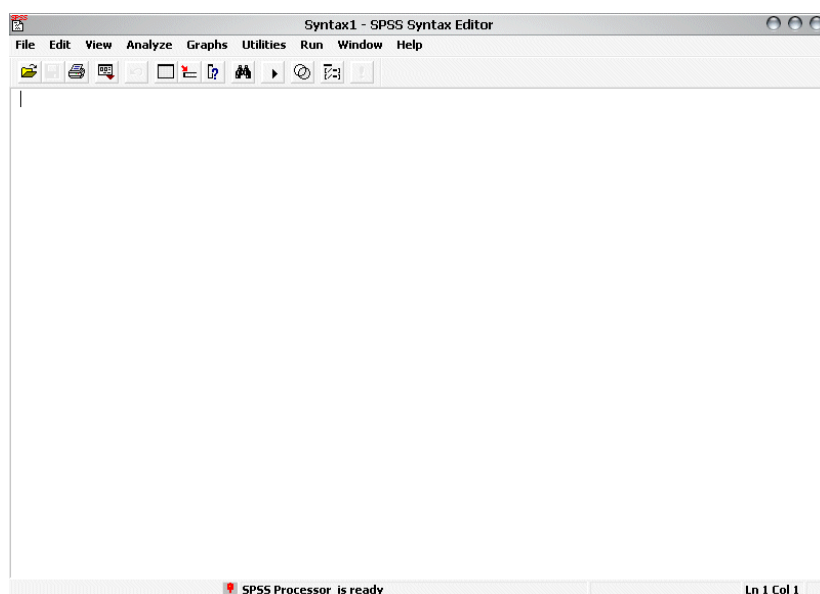 SPSS
Syntax1 - SPSS Syntax Editor
File Edit View Analyze Graphs Utilities Run Window Help
SPSS Processor is ready Ln 1 Col 1